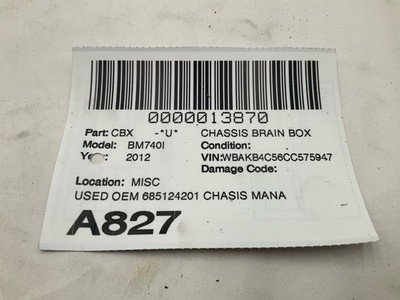 0000013870
Part: CBX -*U* CHASSIS BRAIN BOX
Model: BM740I Condition:
Year: 2012 VIN:WBAKB4C56CC575947
Damage Code:
Location: MISC
USED OEM 685124201 CHASIS MANA
A827